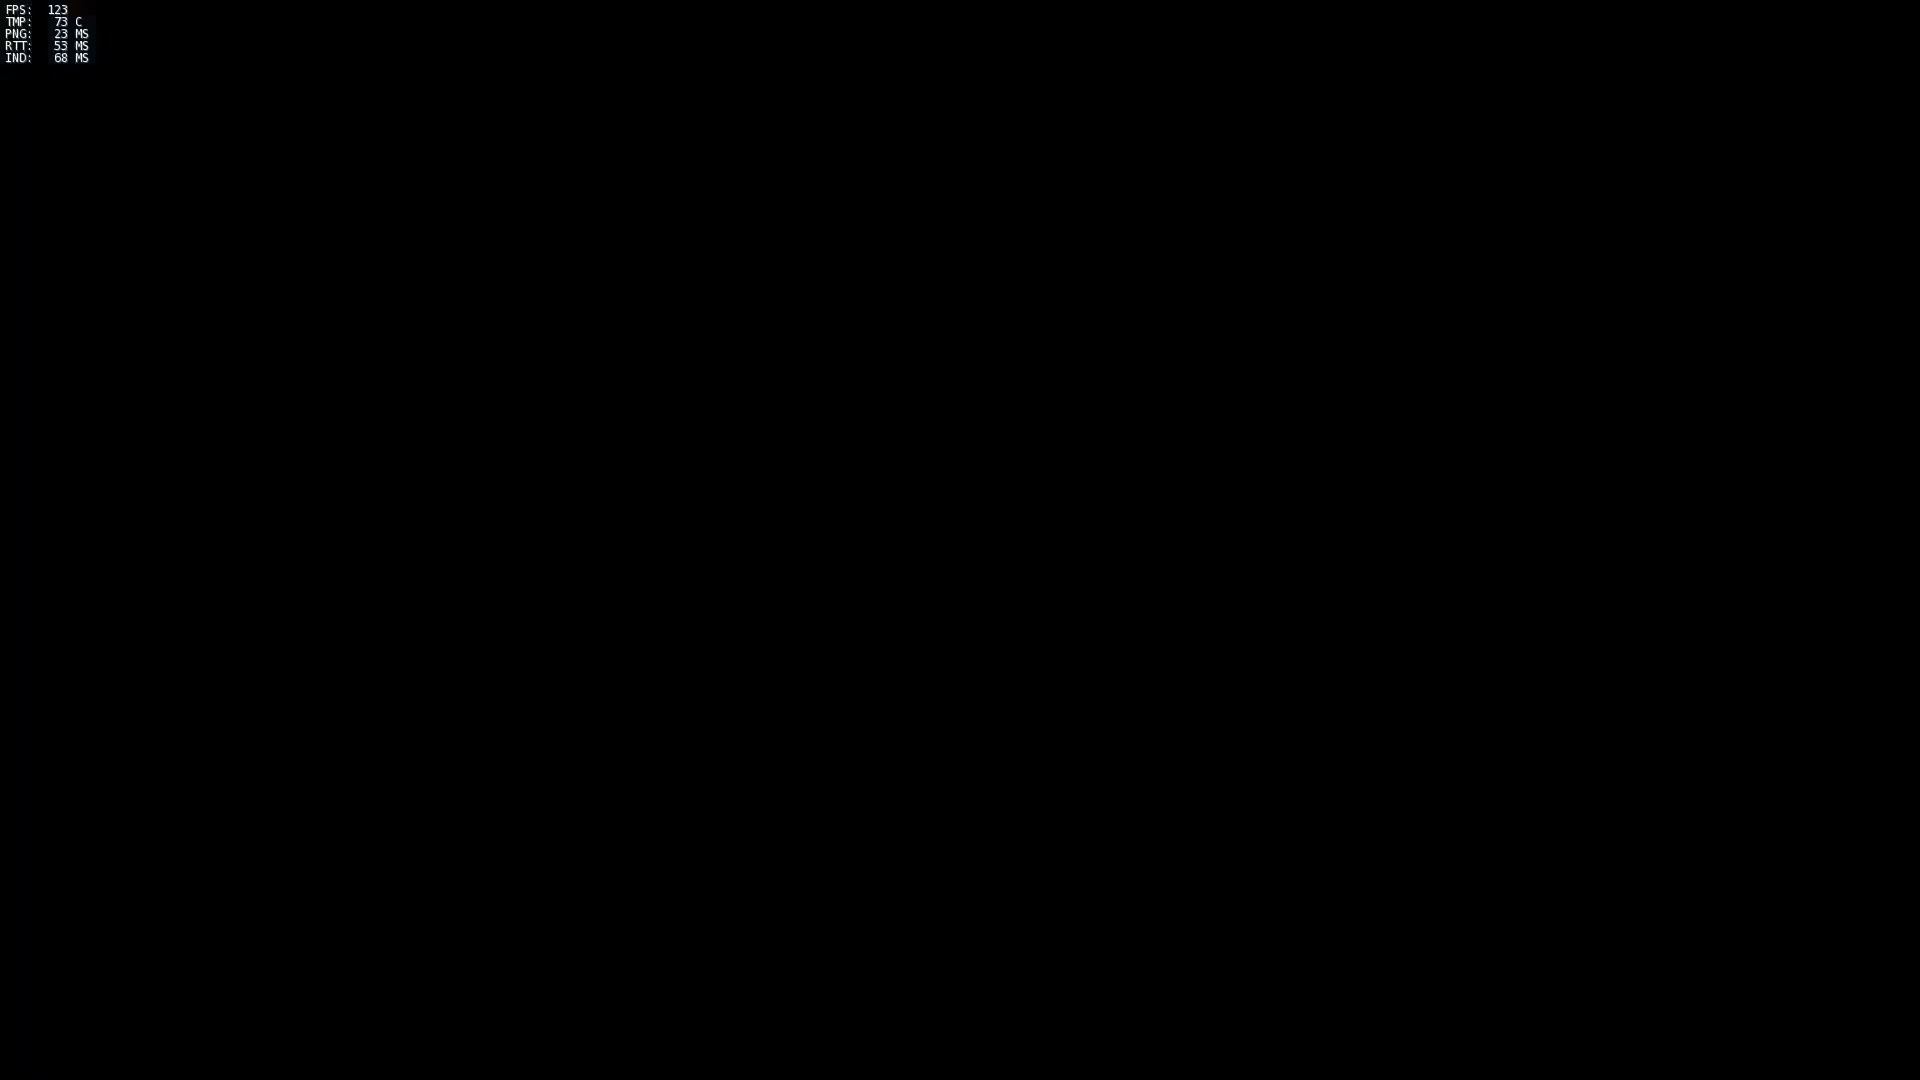 FPS: 123
TMP: 73 C
PNG: 23 MS
RTT: 53 MS
IND: 68 MS